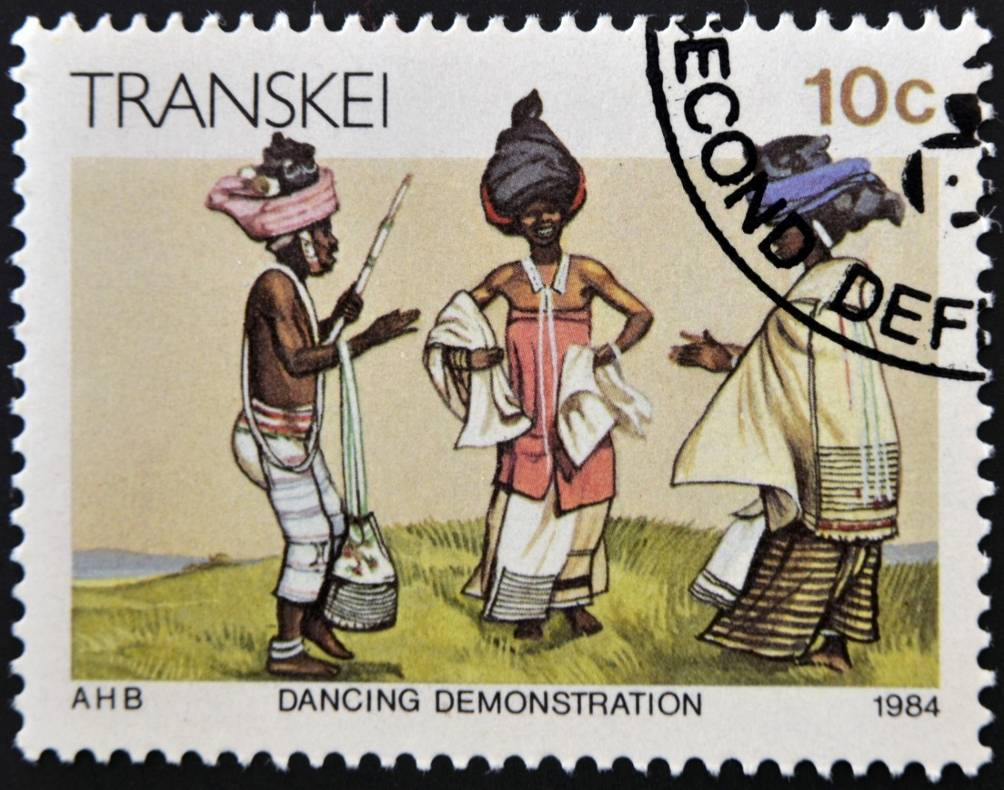 TRANSKEI
10c
ECOND DEF
AHB
DANCING DEMONSTRATION
1984